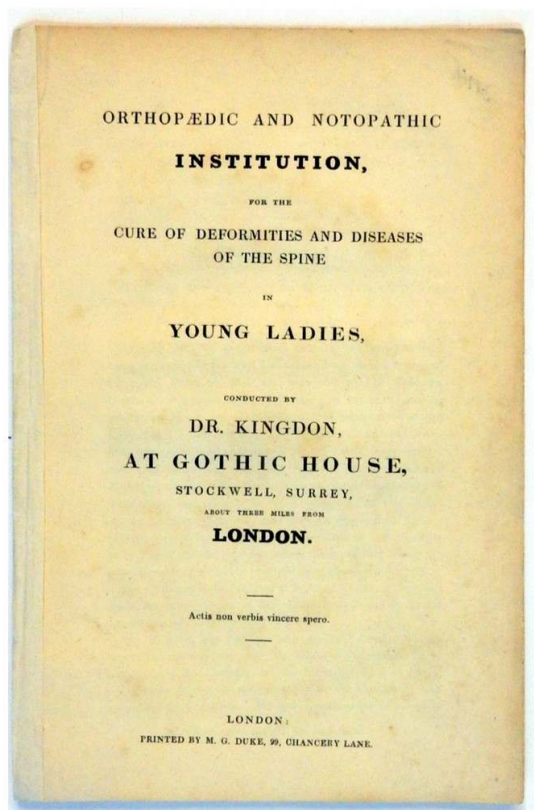 ORTHOPÆDIC AND NOTOPATHIC
INSTITUTION,
FOR THE
CURE OF DEFORMITIES AND DISEASES
OF THE SPINE
IN
YOUNG LADIES,
CONDUCTED BY
DR. KINGDON,
AT GOTHIC HOUSE,
STOCKWELL, SURREY,
ABOUT THREE MILES FROM
LONDON.
Actis non verbis vincere spero.
LONDON:
PRINTED BY M. G. DUKE, 99, CHANCERY LANE.